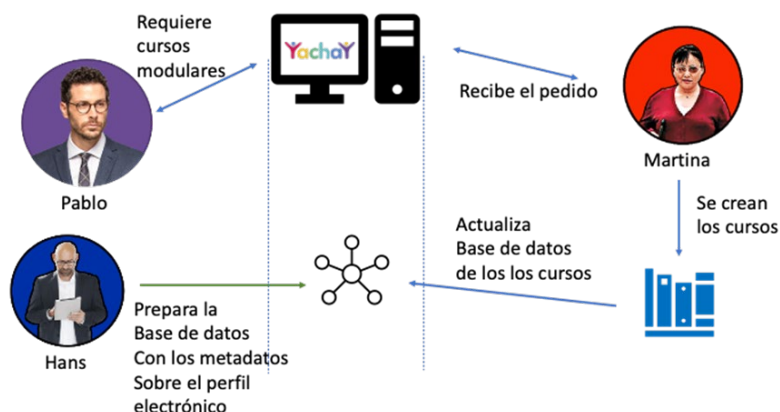 Requiere
cursos
modulares
YachaY
Recibe el pedido
Pablo
Martina
Se crean
los cursos
Actualiza
Base de datos
de los los cursos
Hans
Prepara la
Base de datos
Con los metadatos
Sobre el perfil
electrónico